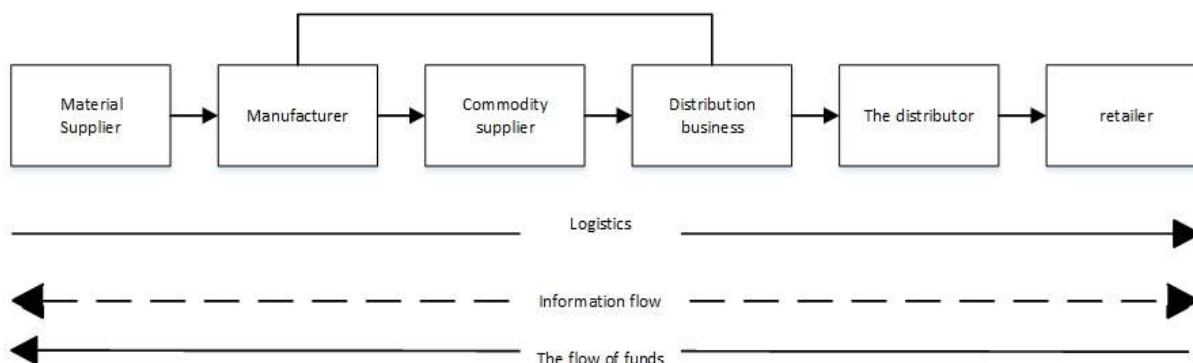 Material
Supplier
Manufacturer
Commodity
supplier
Distribution
business
The distributor
retailer
Logistics
Information flow
The flow of funds